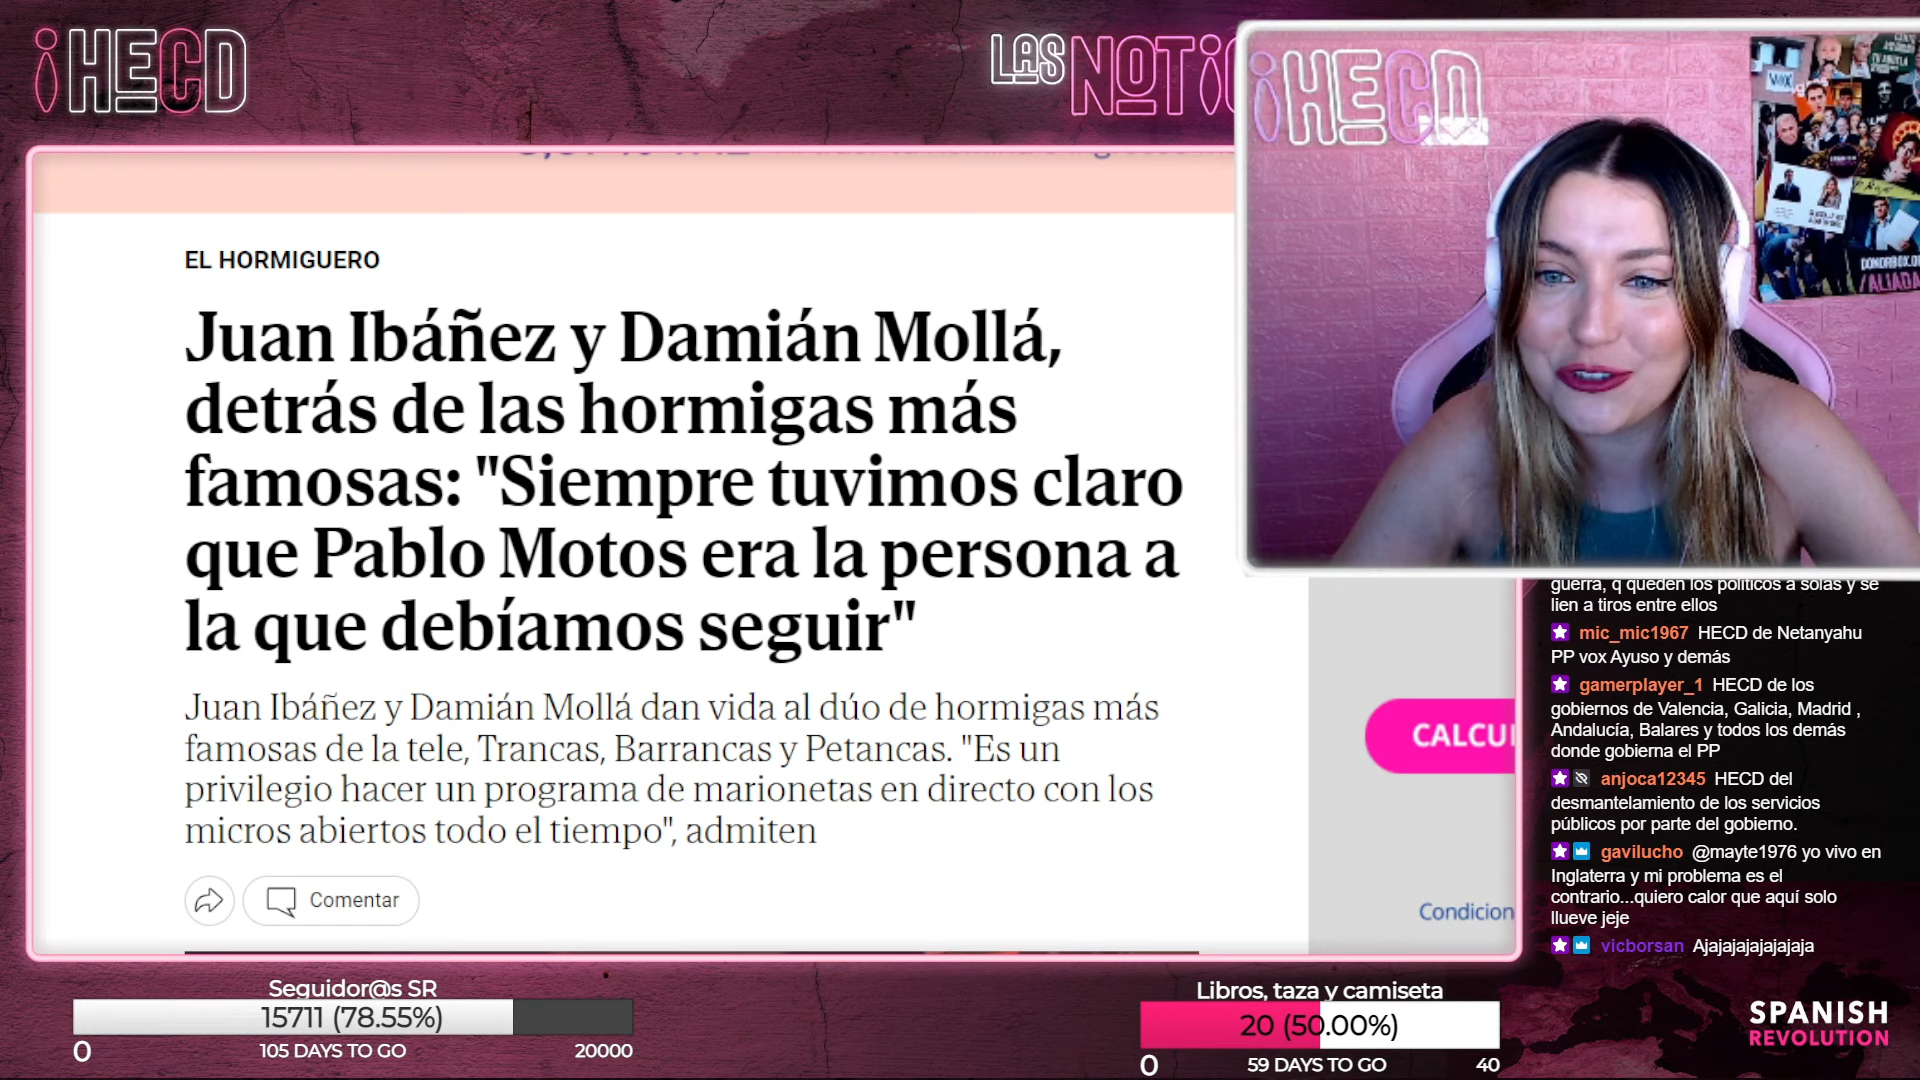 ¡HECD
LAS NOTIC
¡HECD
EL HORMIGUERO
Juan Ibáñez y Damián Mollá,
detrás de las hormigas más
famosas: "Siempre tuvimos claro
que Pablo Motos era la persona a
la que debíamos seguir"
Juan Ibáñez y Damián Mollá dan vida al dúo de hormigas más
famosas de la tele, Trancas, Barrancas y Petancas. "Es un
privilegio hacer un programa de marionetas en directo con los
micros abiertos todo el tiempo", admiten
Comentar
CALCU
Condicion
VOX
DONORBOX.O
/ALIADA
guerra, q queden los políticos a solas y se
lien a tiros entre ellos
mic_mic1967 HECD de Netanyahu
PP vox Ayuso y demás
gamerplayer_1 HECD de los
gobiernos de Valencia, Galicia, Madrid ,
Andalucía, Balares y todos los demás
donde gobierna el PP
anjoca12345 HECD del
desmantelamiento de los servicios
públicos por parte del gobierno.
gavilucho @mayte1976 yo vivo en
Inglaterra y mi problema es el
contrario...quiero calor que aquí solo
llueve jeje
vicborsan Ajajajajajajajaja
Seguidor@s SR
15711 (78.55%)
0 105 DAYS TO GO 20000
Libros, taza y camiseta
20 (50.00%)
0 59 DAYS TO GO 40
SPANISH
REVOLUTION